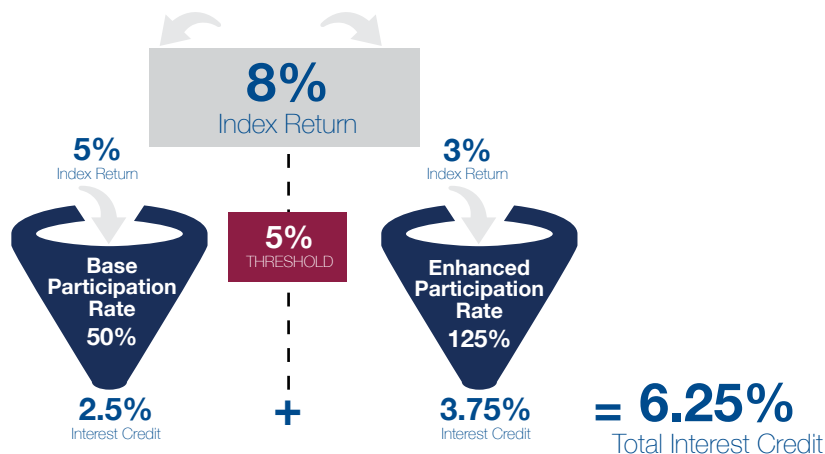 8%
Index Return
5%
Index Return
3%
Index Return
5%
THRESHOLD
Base
Participation
Rate
50%
Enhanced
Participation
Rate
125%
2.5%
Interest Credit
+
3.75%
Interest Credit
= 6.25%
Total Interest Credit